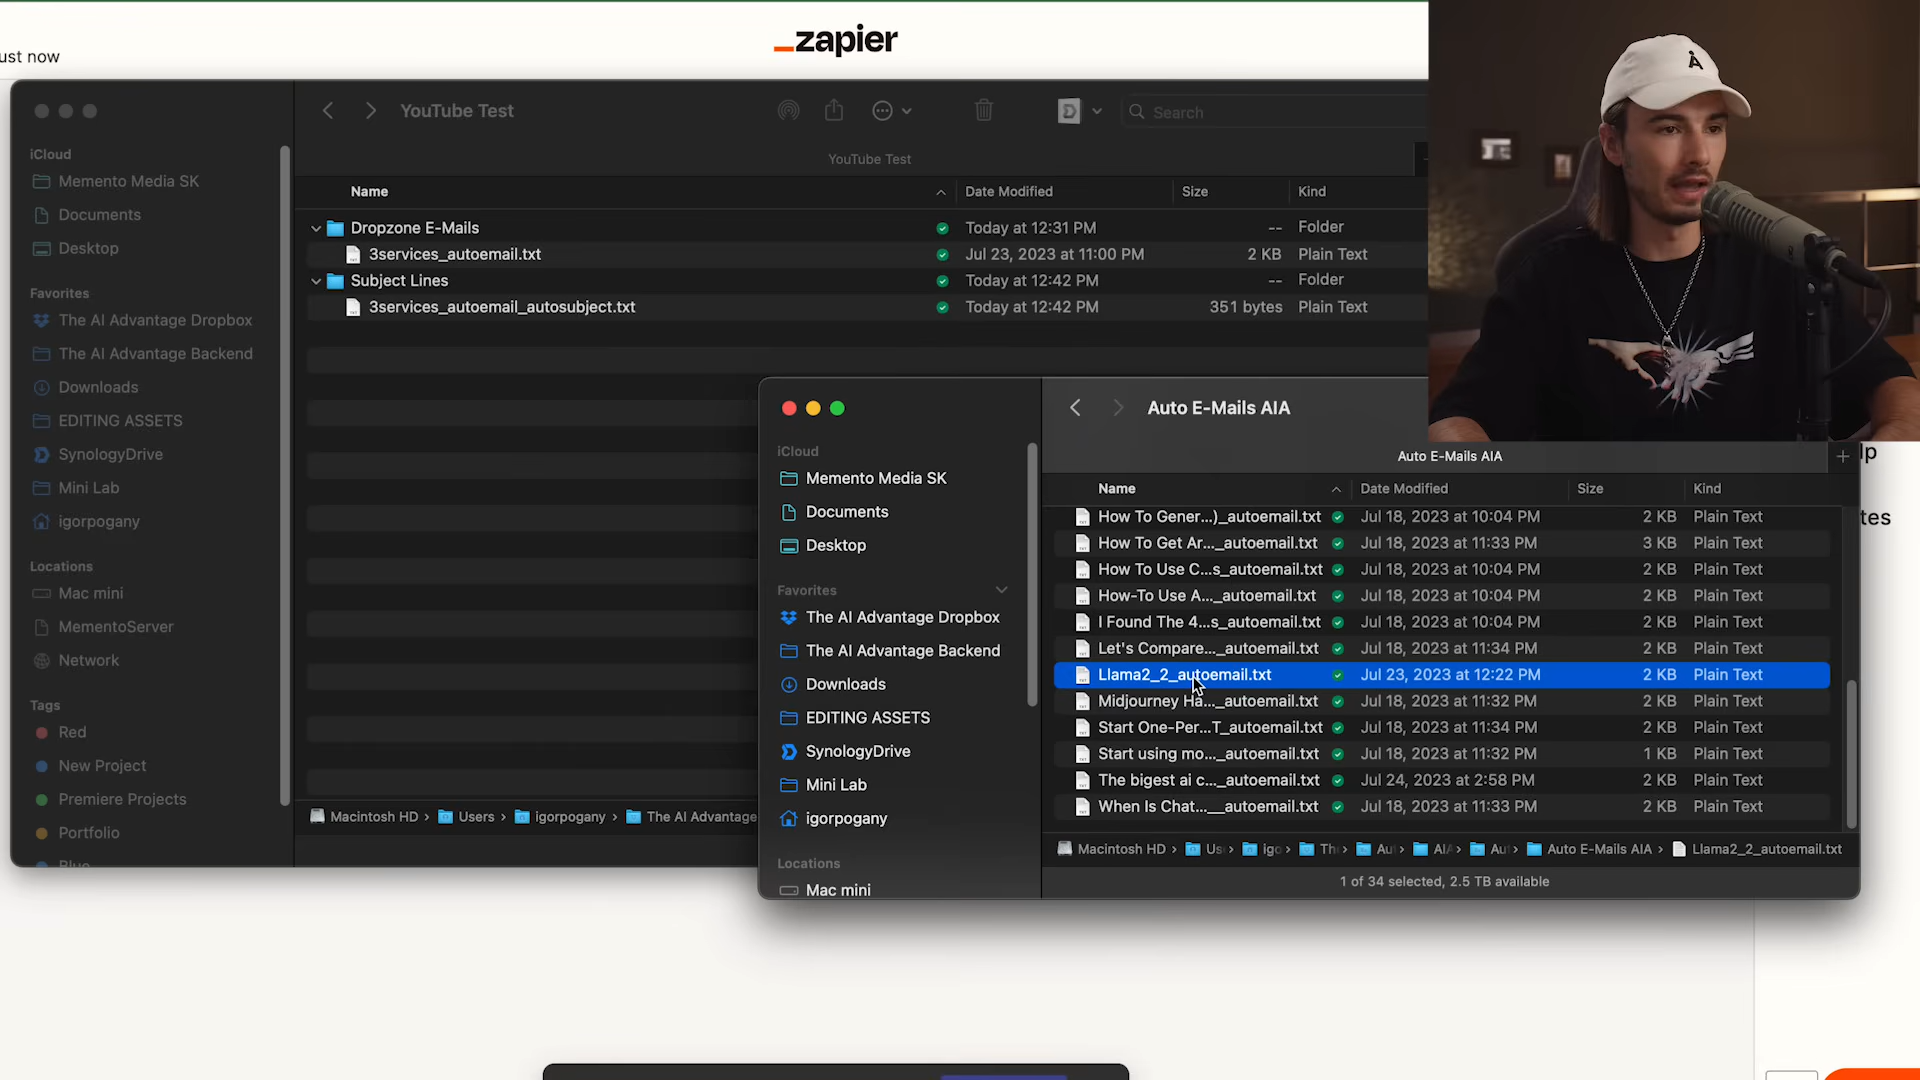 _zapier
ust now
YouTube Test
Search
YouTube Test
iCloud
Memento Media SK
Documents
Desktop
Favorites
The AI Advantage Dropbox
The AI Advantage Backend
Downloads
EDITING ASSETS
SynologyDrive
Mini Lab
igorpogany
Locations
Mac mini
MementoServer
Network
Tags
Red
New Project
Premiere Projects
Portfolio
Blue
Name Date Modified Size Kind
Dropzone E-Mails Today at 12:31 PM -- Folder
3services_autoemail.txt Jul 23, 2023 at 11:00 PM 2 KB Plain Text
Subject Lines Today at 12:42 PM -- Folder
3services_autoemail_autosubject.txt Today at 12:42 PM 351 bytes Plain Text
Macintosh HD › Users › igorpogany › The AI Advantage
Auto E-Mails AIA
Auto E-Mails AIA
iCloud
Memento Media SK
Documents
Desktop
Favorites
The AI Advantage Dropbox
The AI Advantage Backend
Downloads
EDITING ASSETS
SynologyDrive
Mini Lab
igorpogany
Locations
Mac mini
Name Date Modified Size Kind
How To Gener...)_autoemail.txt Jul 18, 2023 at 10:04 PM 2 KB Plain Text
How To Get Ar..._autoemail.txt Jul 18, 2023 at 11:33 PM 3 KB Plain Text
How To Use C...s_autoemail.txt Jul 18, 2023 at 10:04 PM 2 KB Plain Text
How-To Use A..._autoemail.txt Jul 18, 2023 at 10:04 PM 2 KB Plain Text
I Found The 4...s_autoemail.txt Jul 18, 2023 at 10:04 PM 2 KB Plain Text
Let's Compare..._autoemail.txt Jul 18, 2023 at 11:34 PM 2 KB Plain Text
Llama2_2_autoemail.txt Jul 23, 2023 at 12:22 PM 2 KB Plain Text
Midjourney Ha..._autoemail.txt Jul 18, 2023 at 11:32 PM 2 KB Plain Text
Start One-Per...T_autoemail.txt Jul 18, 2023 at 11:34 PM 2 KB Plain Text
Start using mo..._autoemail.txt Jul 18, 2023 at 11:32 PM 1 KB Plain Text
The bigest ai c..._autoemail.txt Jul 24, 2023 at 2:58 PM 2 KB Plain Text
When Is Chat...__autoemail.txt Jul 18, 2023 at 11:33 PM 2 KB Plain Text
Macintosh HD › Us › igo › Th › Au › AI › Au › Auto E-Mails AIA › Llama2_2_autoemail.txt
1 of 34 selected, 2.5 TB available
lp
tes